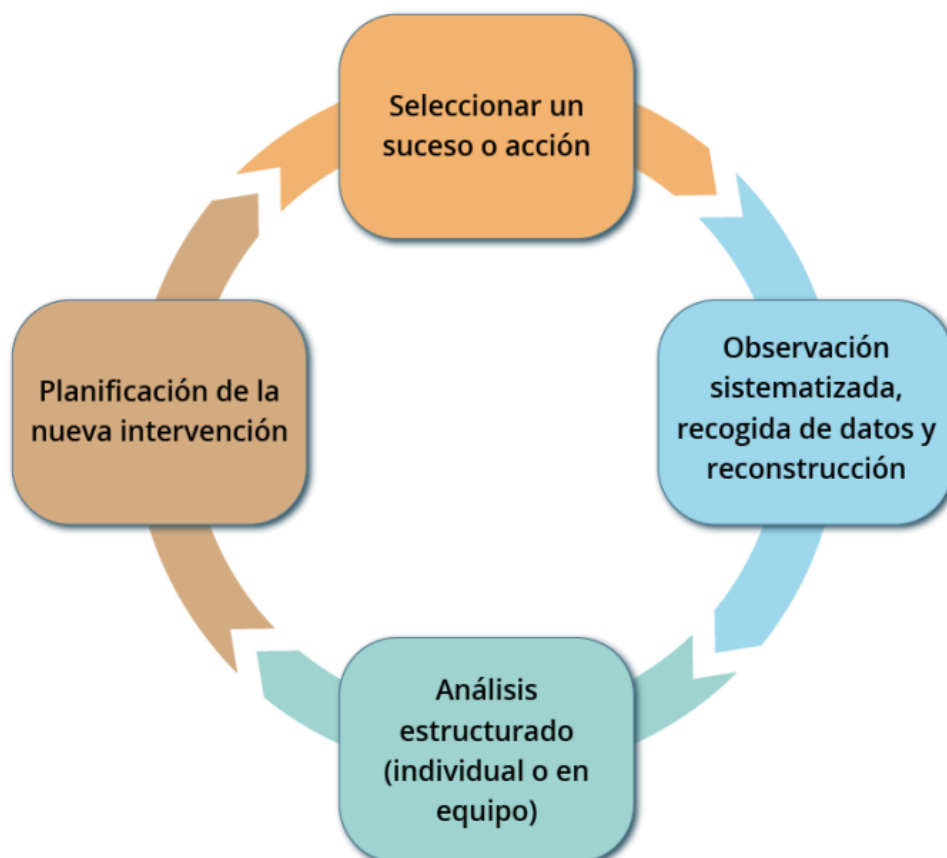 Seleccionar un
suceso o acción
Observación
sistematizada,
recogida de datos y
reconstrucción
Análisis
estructurado
(individual o en
equipo)
Planificación de la
nueva intervención